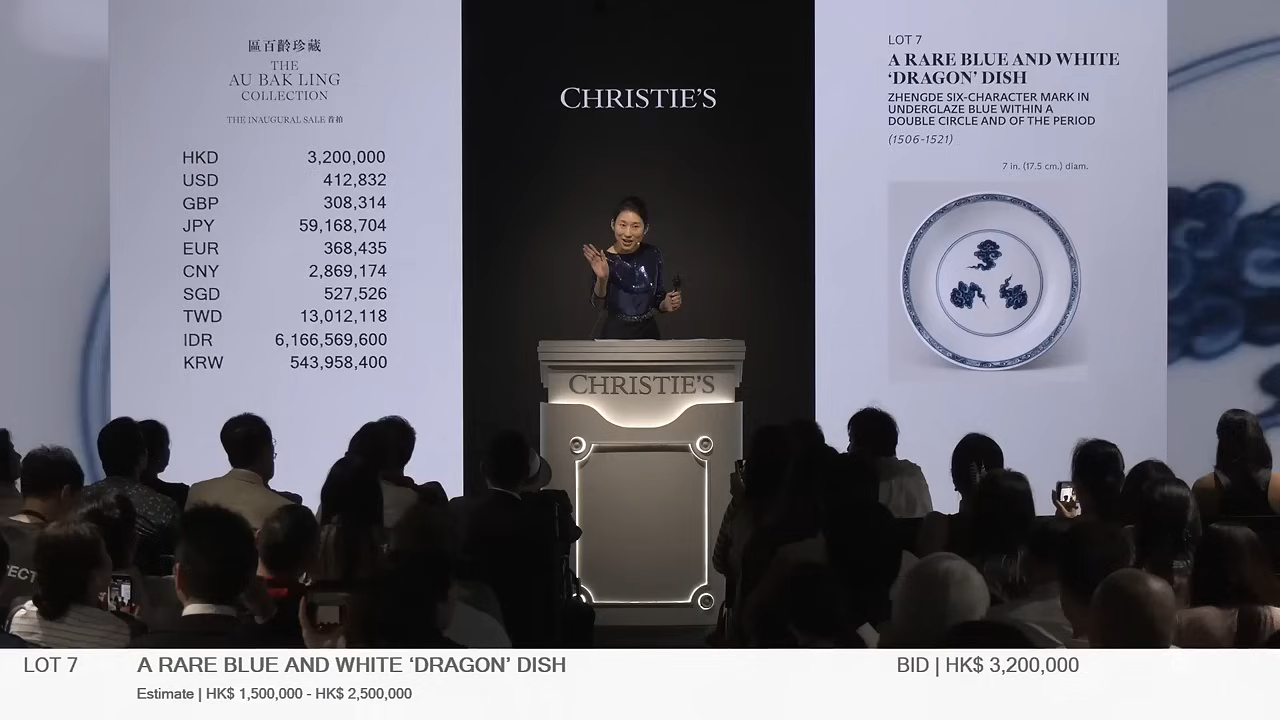 區百齡珍藏
THE
AU BAK LING
COLLECTION
THE INAUGURAL SALE 首拍
HKD 3,200,000
USD 412,832
GBP 308,314
JPY 59,168,704
EUR 368,435
CNY 2,869,174
SGD 527,526
TWD 13,012,118
IDR 6,166,569,600
KRW 543,958,400
CHRISTIE'S
CHRISTIE'S
LOT 7
A RARE BLUE AND WHITE
‘DRAGON’ DISH
ZHENGDE SIX-CHARACTER MARK IN
UNDERGLAZE BLUE WITHIN A
DOUBLE CIRCLE AND OF THE PERIOD
(1506-1521)
7 in. (17.5 cm.) diam.
ECT
LOT 7 A RARE BLUE AND WHITE ‘DRAGON’ DISH BID | HK$ 3,200,000
Estimate | HK$ 1,500,000 - HK$ 2,500,000